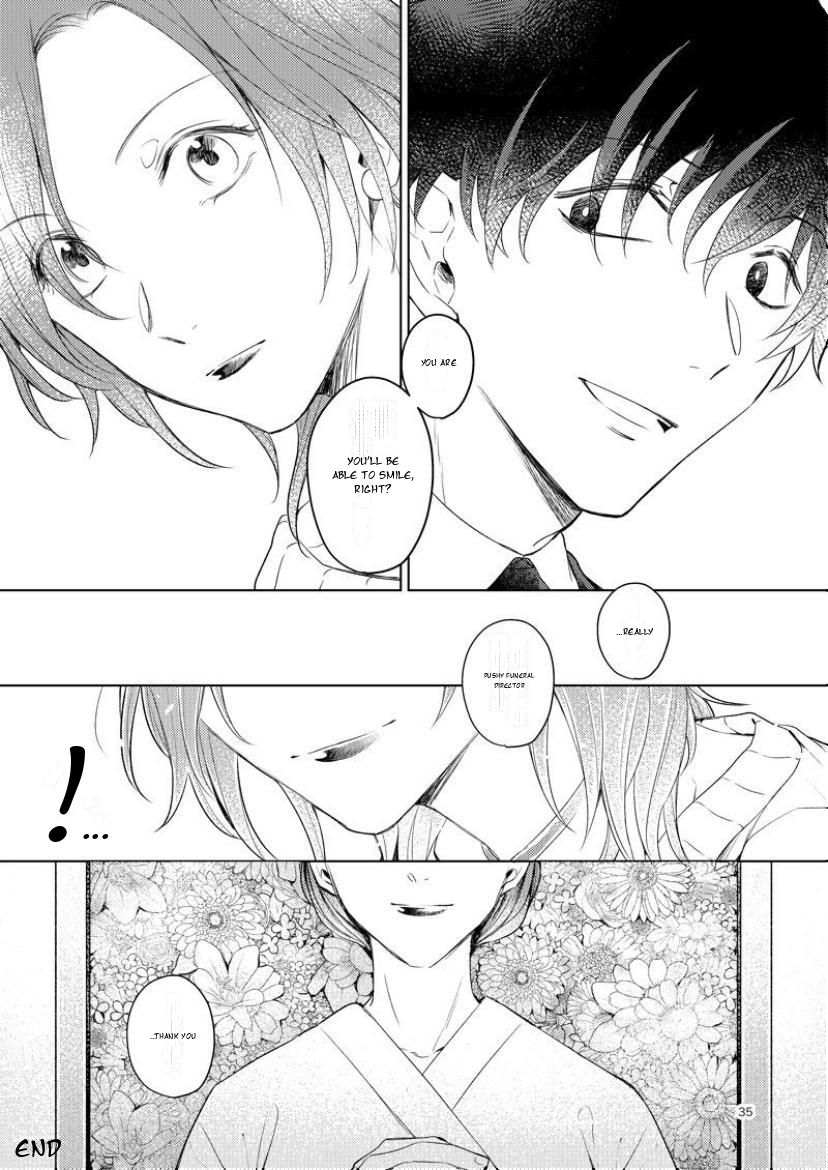 YOU ARE
YOU'LL BE
ABLE TO SMILE,
RIGHT?
...REALLY
PUSHY FUNERAL
DIRECTOR
!...
...THANK YOU
35
END